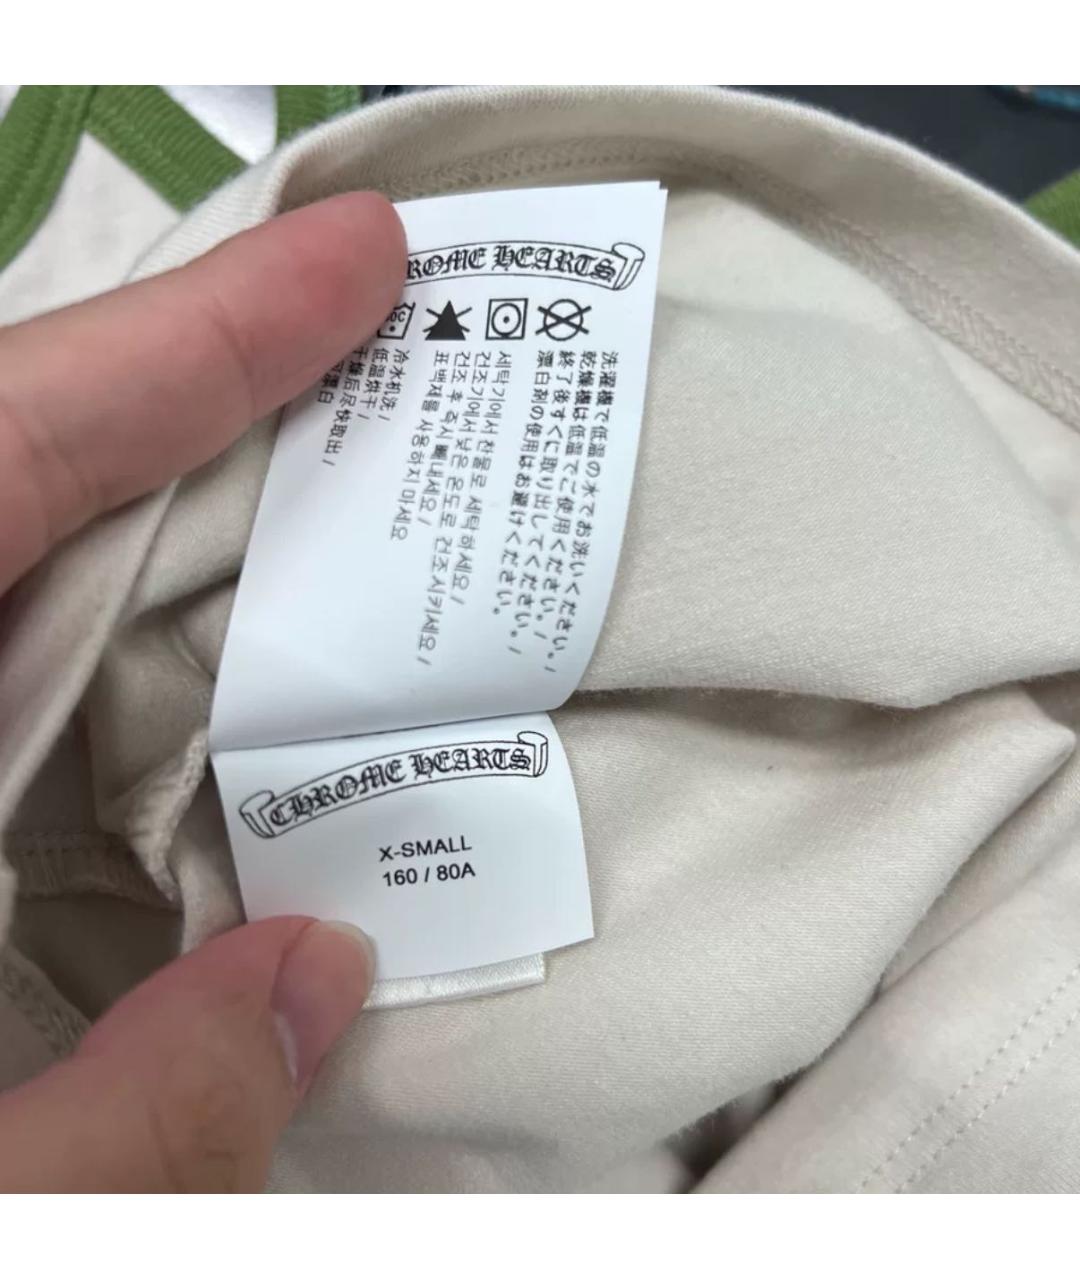 ROME HEARTS
洗濯機で低温の水でお洗いください。/
乾燥機は低温でご使用ください。/
終了後すぐに取り出してください。/
漂白剤の使用はお避けください。
세탁기에서 찬물로 세탁하세요/
건조기에서 낮은 온도로 건조시키세요/
건조 후 즉시 빼내세요/
표백제를 사용하지 마세요
冷水机洗/
低温烘干/
干燥后尽快取出/
漂白
CHROME HEARTS
X-SMALL
160 / 80A